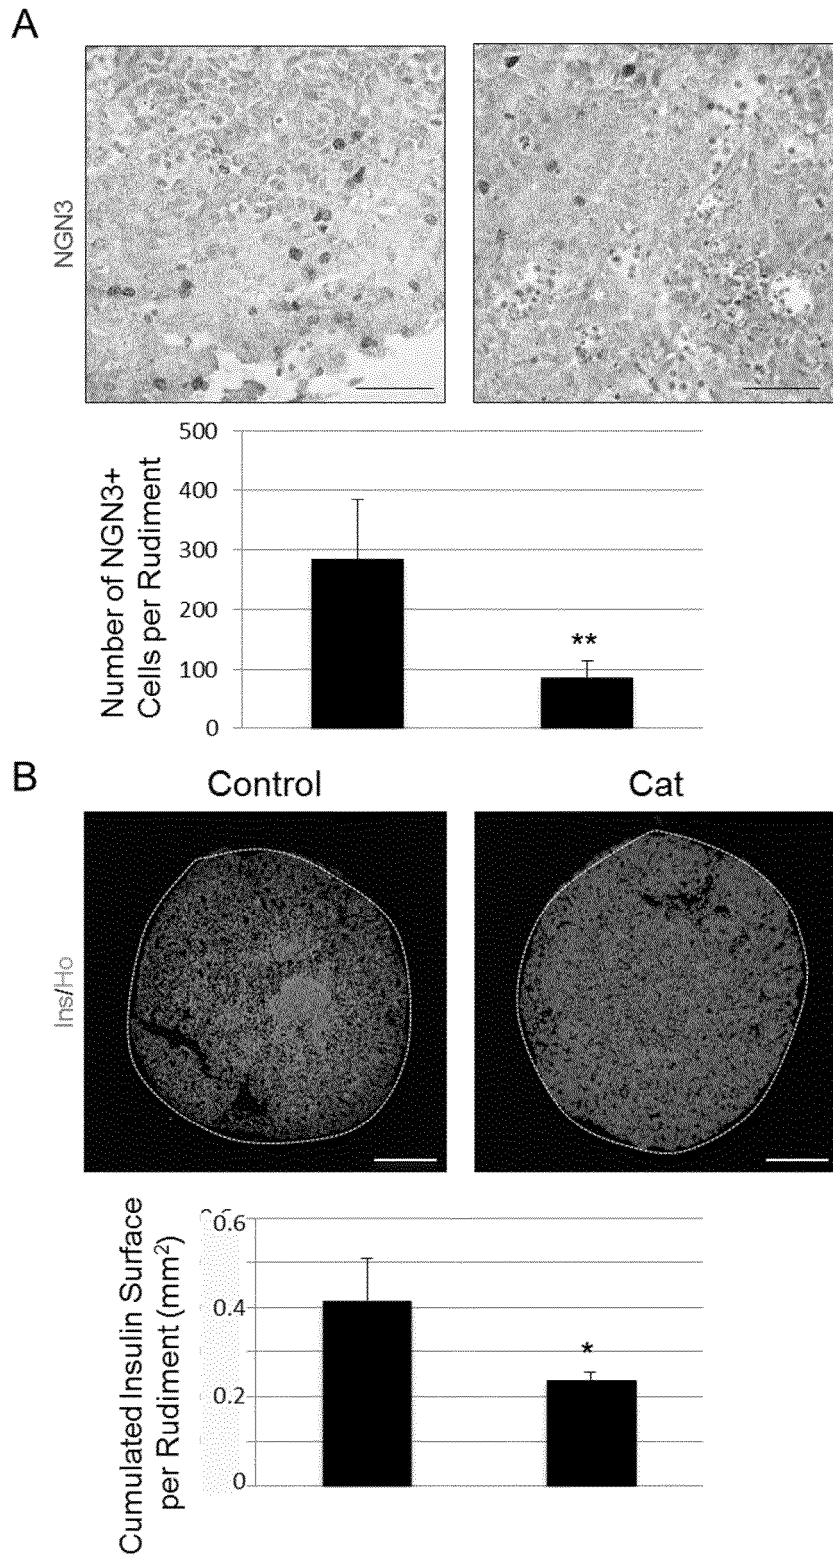 A
NGN3
Number of NGN3+
Cells per Rudiment
500
400
300
200
100
0
**
B
Control
Cat
Ins/Ho
Cumulated Insulin Surface
per Rudiment (mm²)
0.6
0.4
0.2
0
*